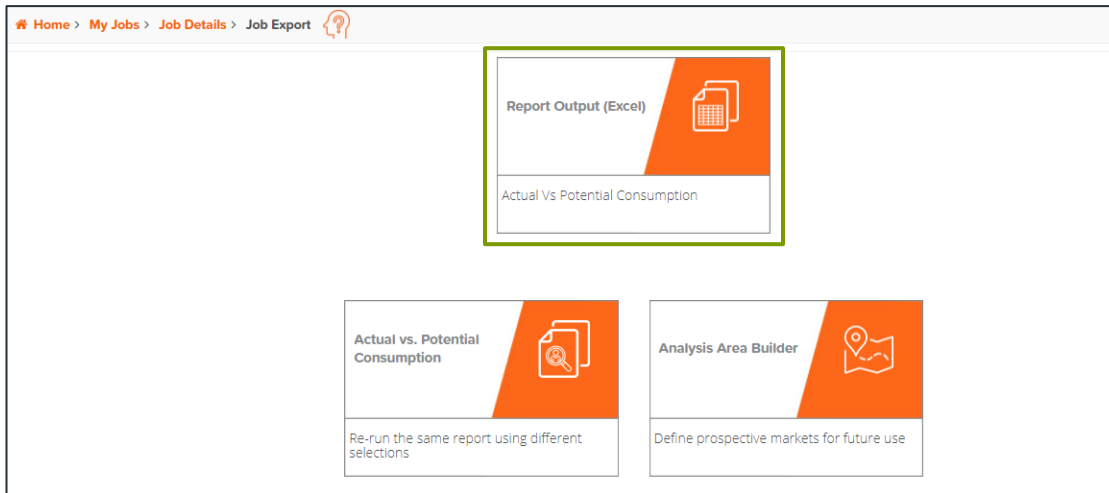 Home > My Jobs > Job Details > Job Export
Report Output (Excel)
Actual Vs Potential Consumption
Actual vs. Potential
Consumption
Re-run the same report using different
selections
Analysis Area Builder
Define prospective markets for future use